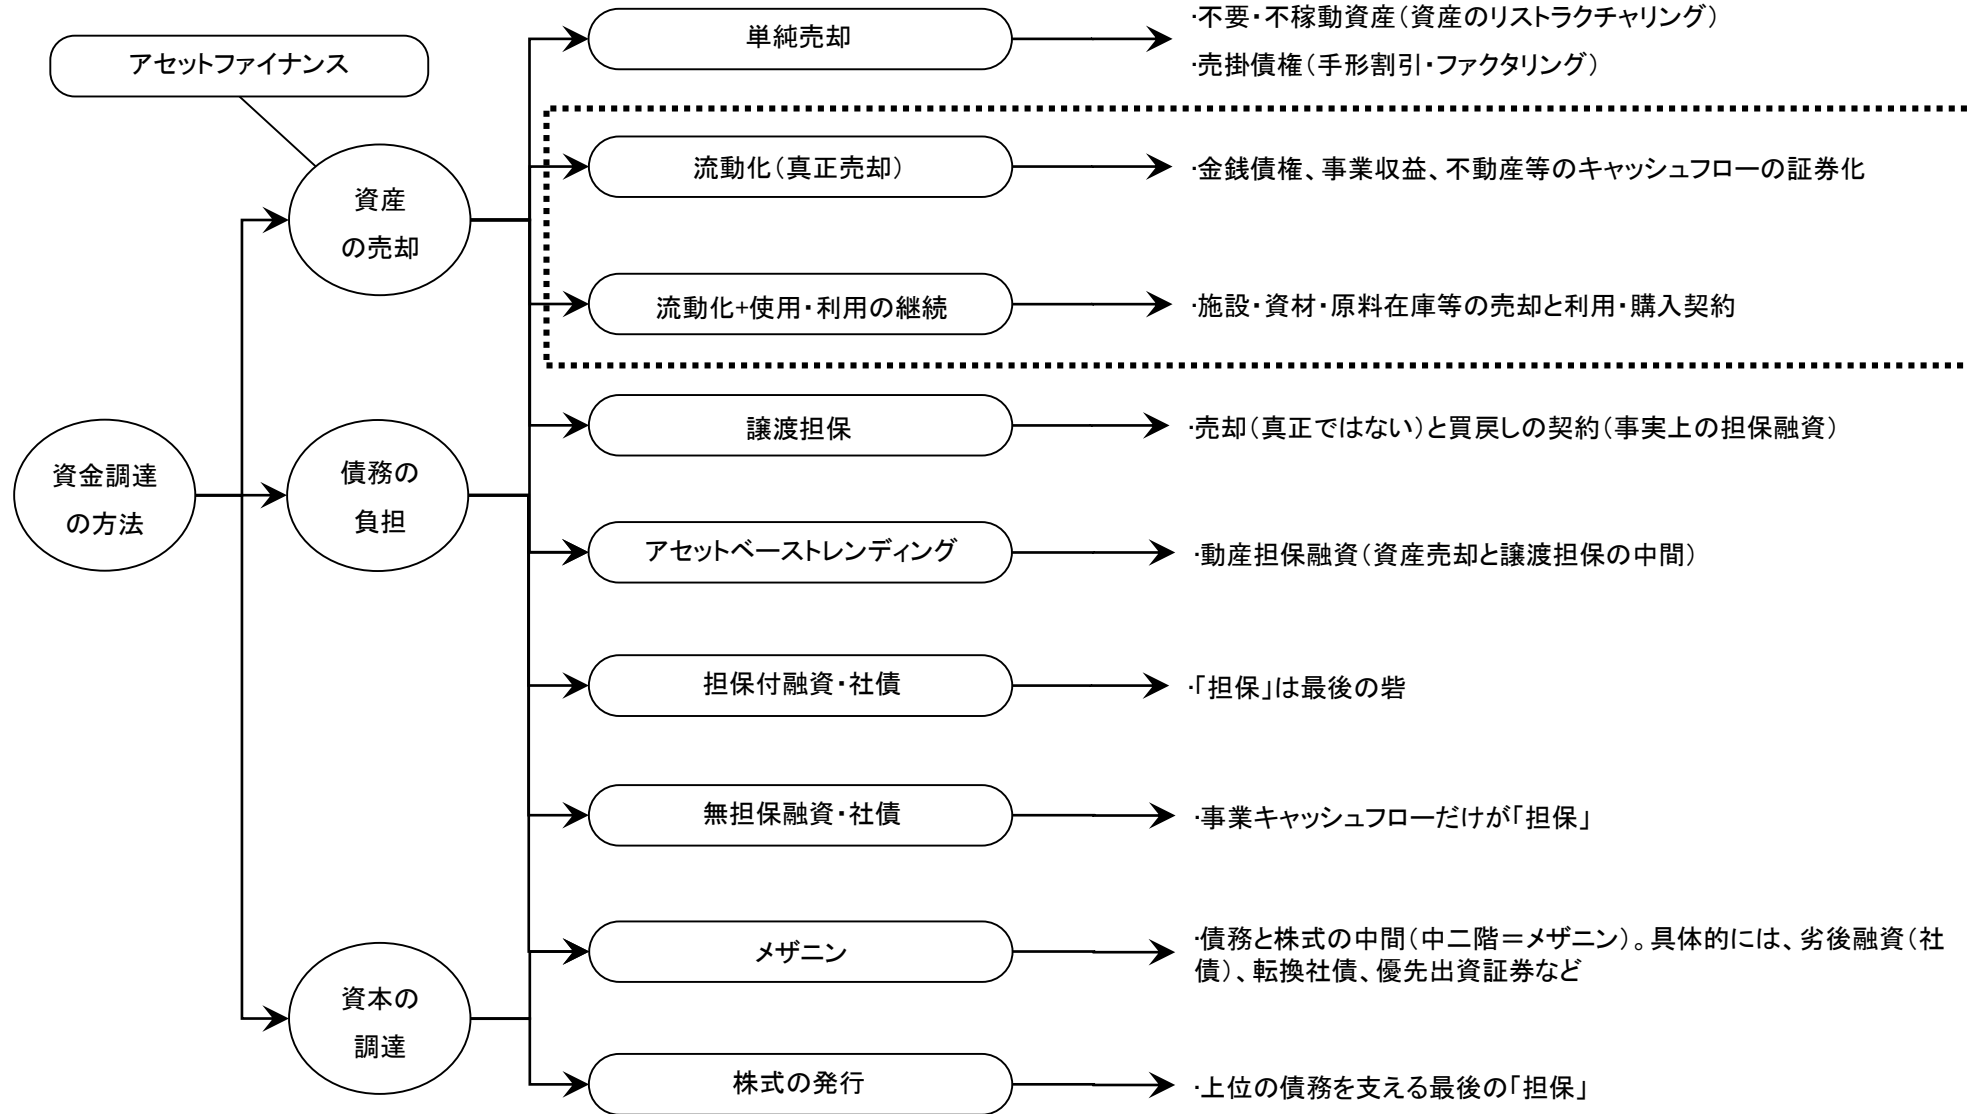 アセットファイナンス
単純売却
·不要・不稼動資産（資産のリストラクチャリング）
·売掛債権（手形割引・ファクタリング）
資産
の売却
流動化（真正売却）
·金銭債権、事業収益、不動産等のキャッシュフローの証券化
流動化+使用・利用の継続
·施設・資材・原料在庫等の売却と利用・購入契約
資金調達
の方法
債務の
負担
譲渡担保
·売却（真正ではない）と買戻しの契約（事実上の担保融資）
アセットベーストレンディング
·動産担保融資（資産売却と譲渡担保の中間）
担保付融資・社債
·「担保」は最後の砦
無担保融資・社債
·事業キャッシュフローだけが「担保」
資本の
調達
メザニン
·債務と株式の中間（中二階＝メザニン）。具体的には、劣後融資（社
債）、転換社債、優先出資証券など
株式の発行
·上位の債務を支える最後の「担保」